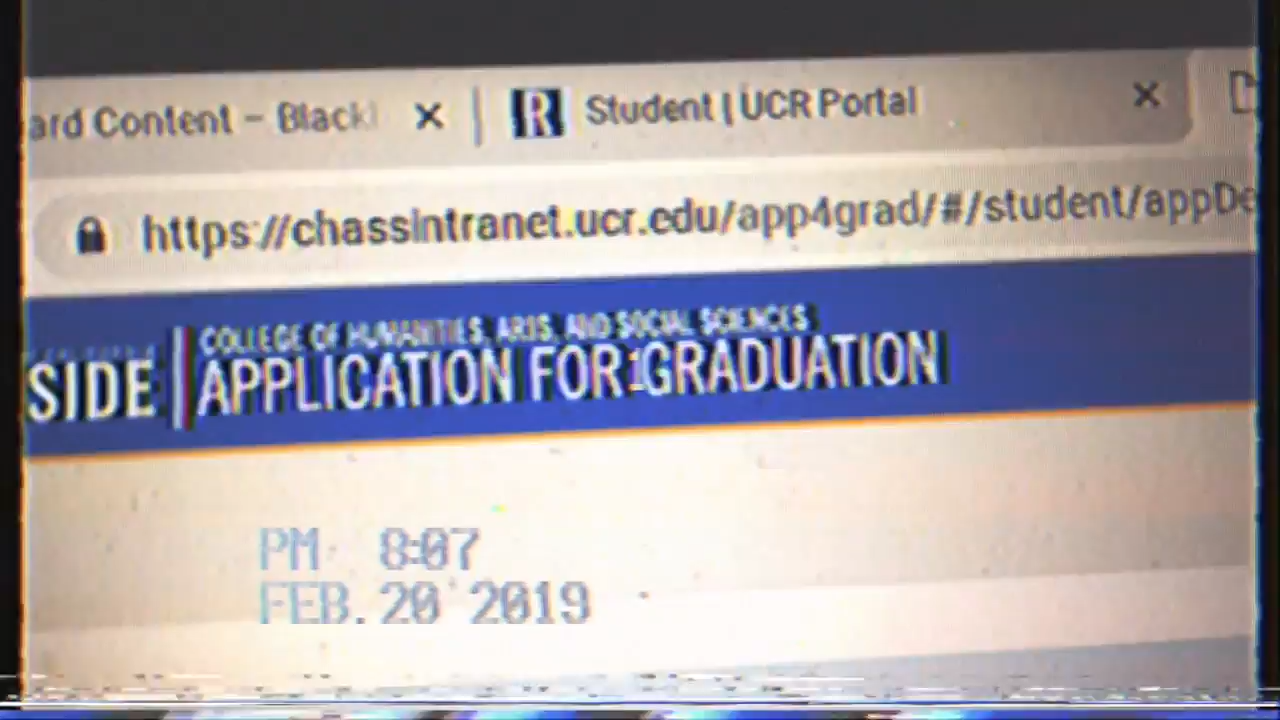 ard Content – Blackl
R Student | UCR Portal
https://chassintranet.ucr.edu/app4grad/#/student/appDe
COLLEGE OF HUMANITIES, ARTS, AND SOCIAL SCIENCES
SIDE APPLICATION FOR GRADUATION
PM 8:07
FEB. 20 2019